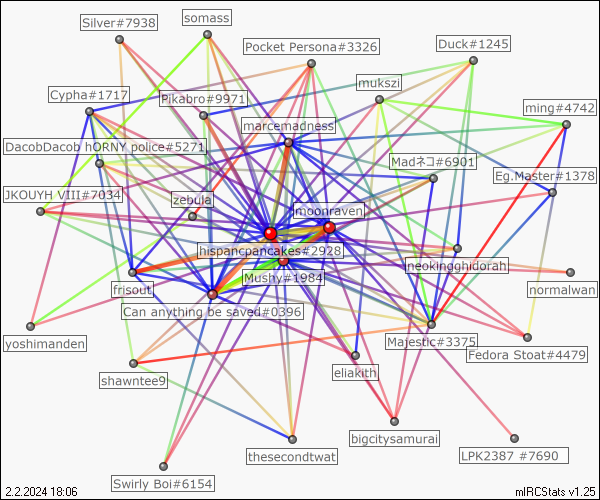 Silver#7938
somass
Pocket Persona#3326
Duck#1245
mukszi
Cypha#1717
Pikabro#9971
ming#4742
marcemadness
DacobDacob hORNY police#5271
Madネコ#6901
Eg.Master#1378
JKOUYH VIII#7034
zebula
moonraven
hispancpancakes#2928
neokingghidorah
Mushy#1984
frisout
normalwan
Can anything be saved#0396
yoshimanden
Majestic#3375
Fedora Stoat#4479
shawntee9
eliakith
bigcitysamurai
thesecondtwat
LPK2387 #7690
Swirly Boi#6154
2.2.2024 18:06
mIRCStats v1.25